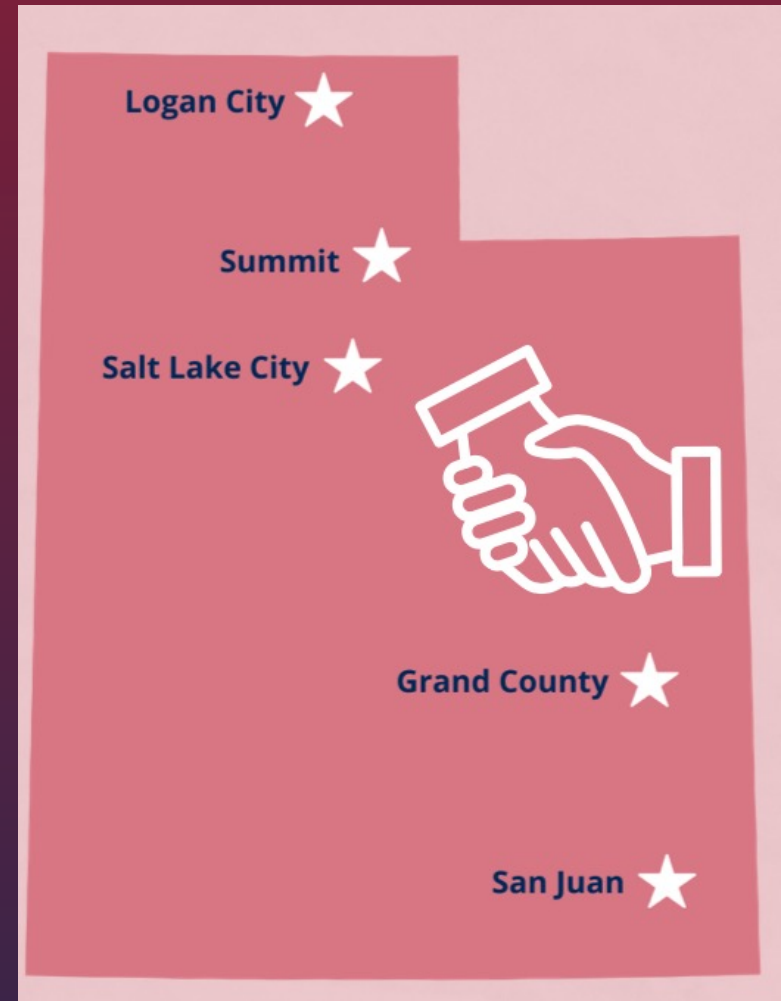 Logan City
Summit
Salt Lake City
Grand County
San Juan